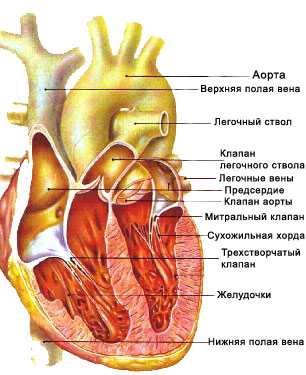 Аорта
Верхняя полая вена
Легочный ствол
Клапан
легочного ствола
Легочные вены
Предсердие
Клапан аорты
Митральный клапан
Сухожильная хорда
Трехстворчатый
клапан
Желудочки
Нижняя полая вена